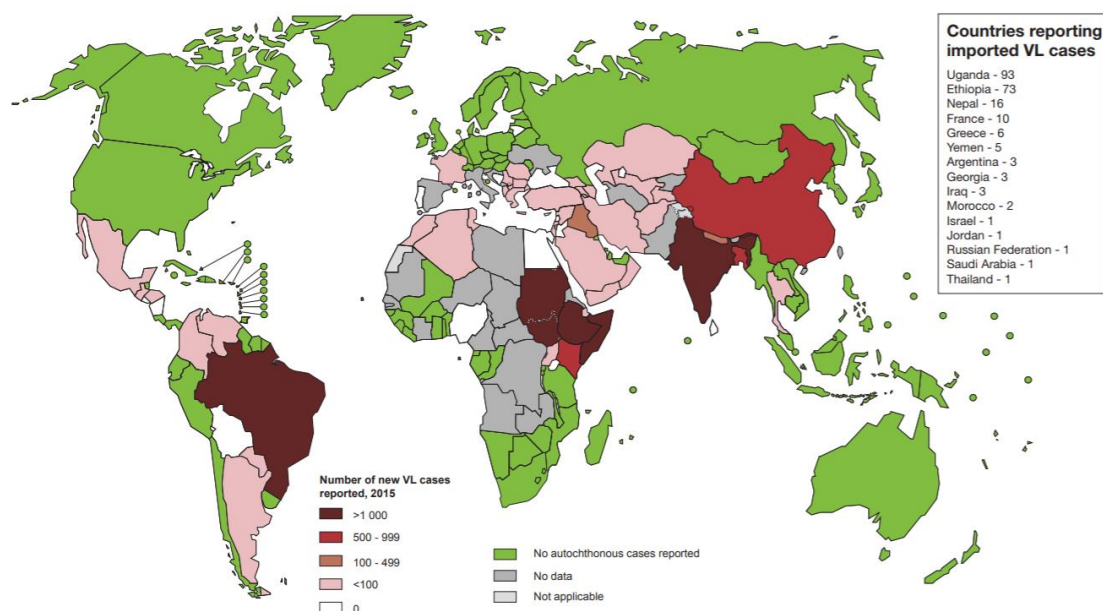 Countries reporting
imported VL cases
Uganda - 93
Ethiopia - 73
Nepal - 16
France - 10
Greece - 6
Yemen - 5
Argentina - 3
Georgia - 3
Iraq - 3
Morocco - 2
Israel - 1
Jordan - 1
Russian Federation - 1
Saudi Arabia - 1
Thailand - 1
Number of new VL cases
reported, 2015
>1 000
500 - 999
100 - 499
<100
0
No autochthonous cases reported
No data
Not applicable